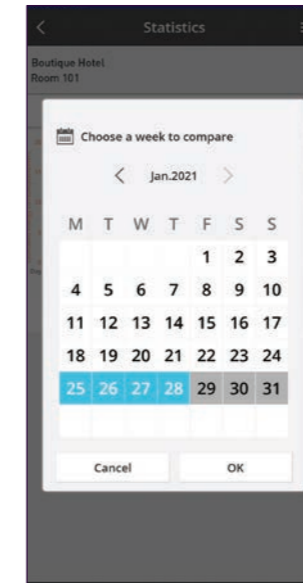 Statistics
Boutique Hotel
Room 101
Choose a week to compare
Jan.2021
M T W T F S S
1 2 3
4 5 6 7 8 9 10
11 12 13 14 15 16 17
18 19 20 21 22 23 24
25 26 27 28 29 30 31
Cancel OK